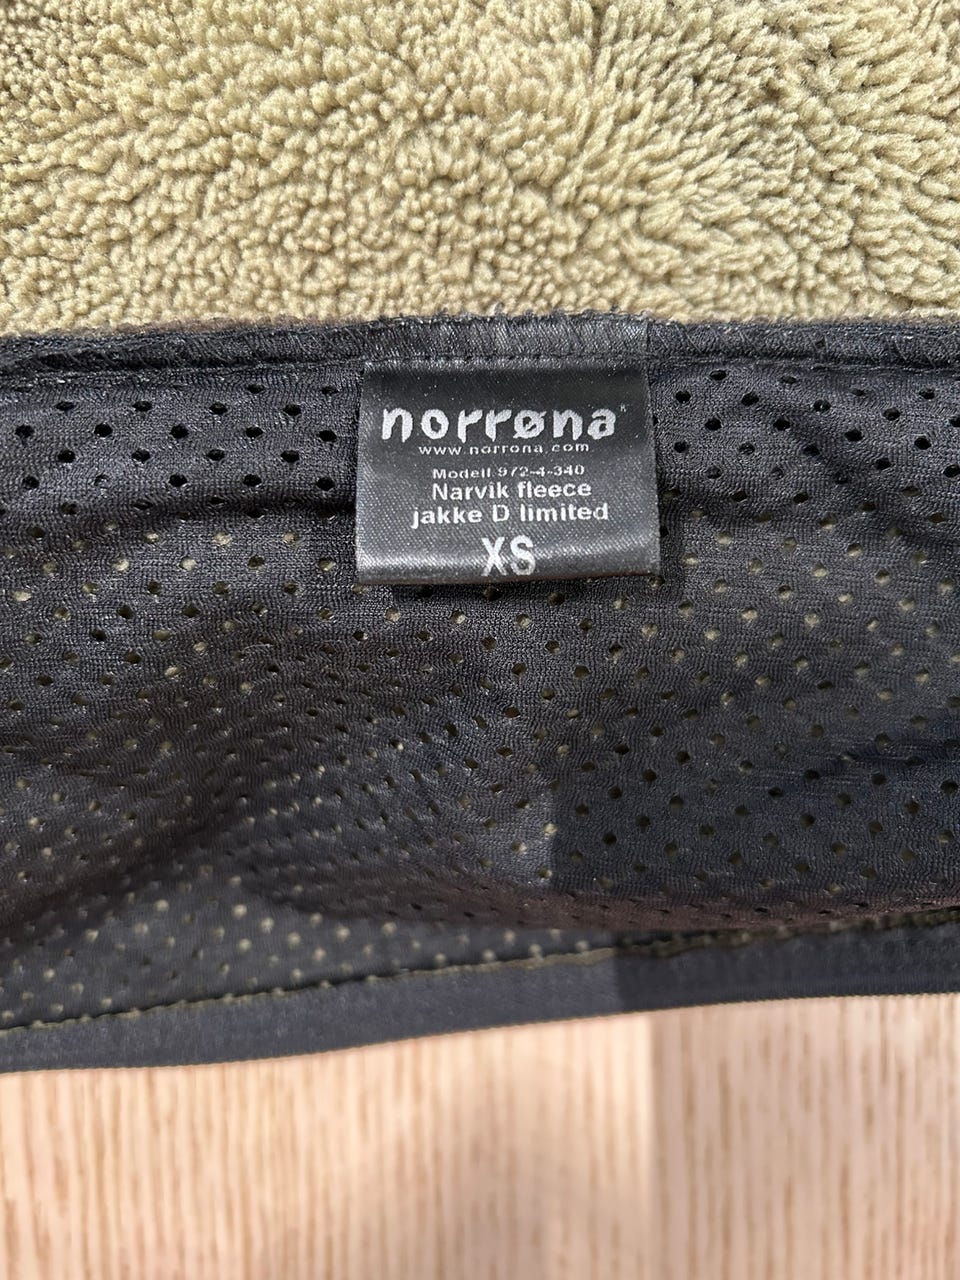 norrøna
www.norrona.com
Modell 972-4-340
Narvik fleece
jakke D limited
XS